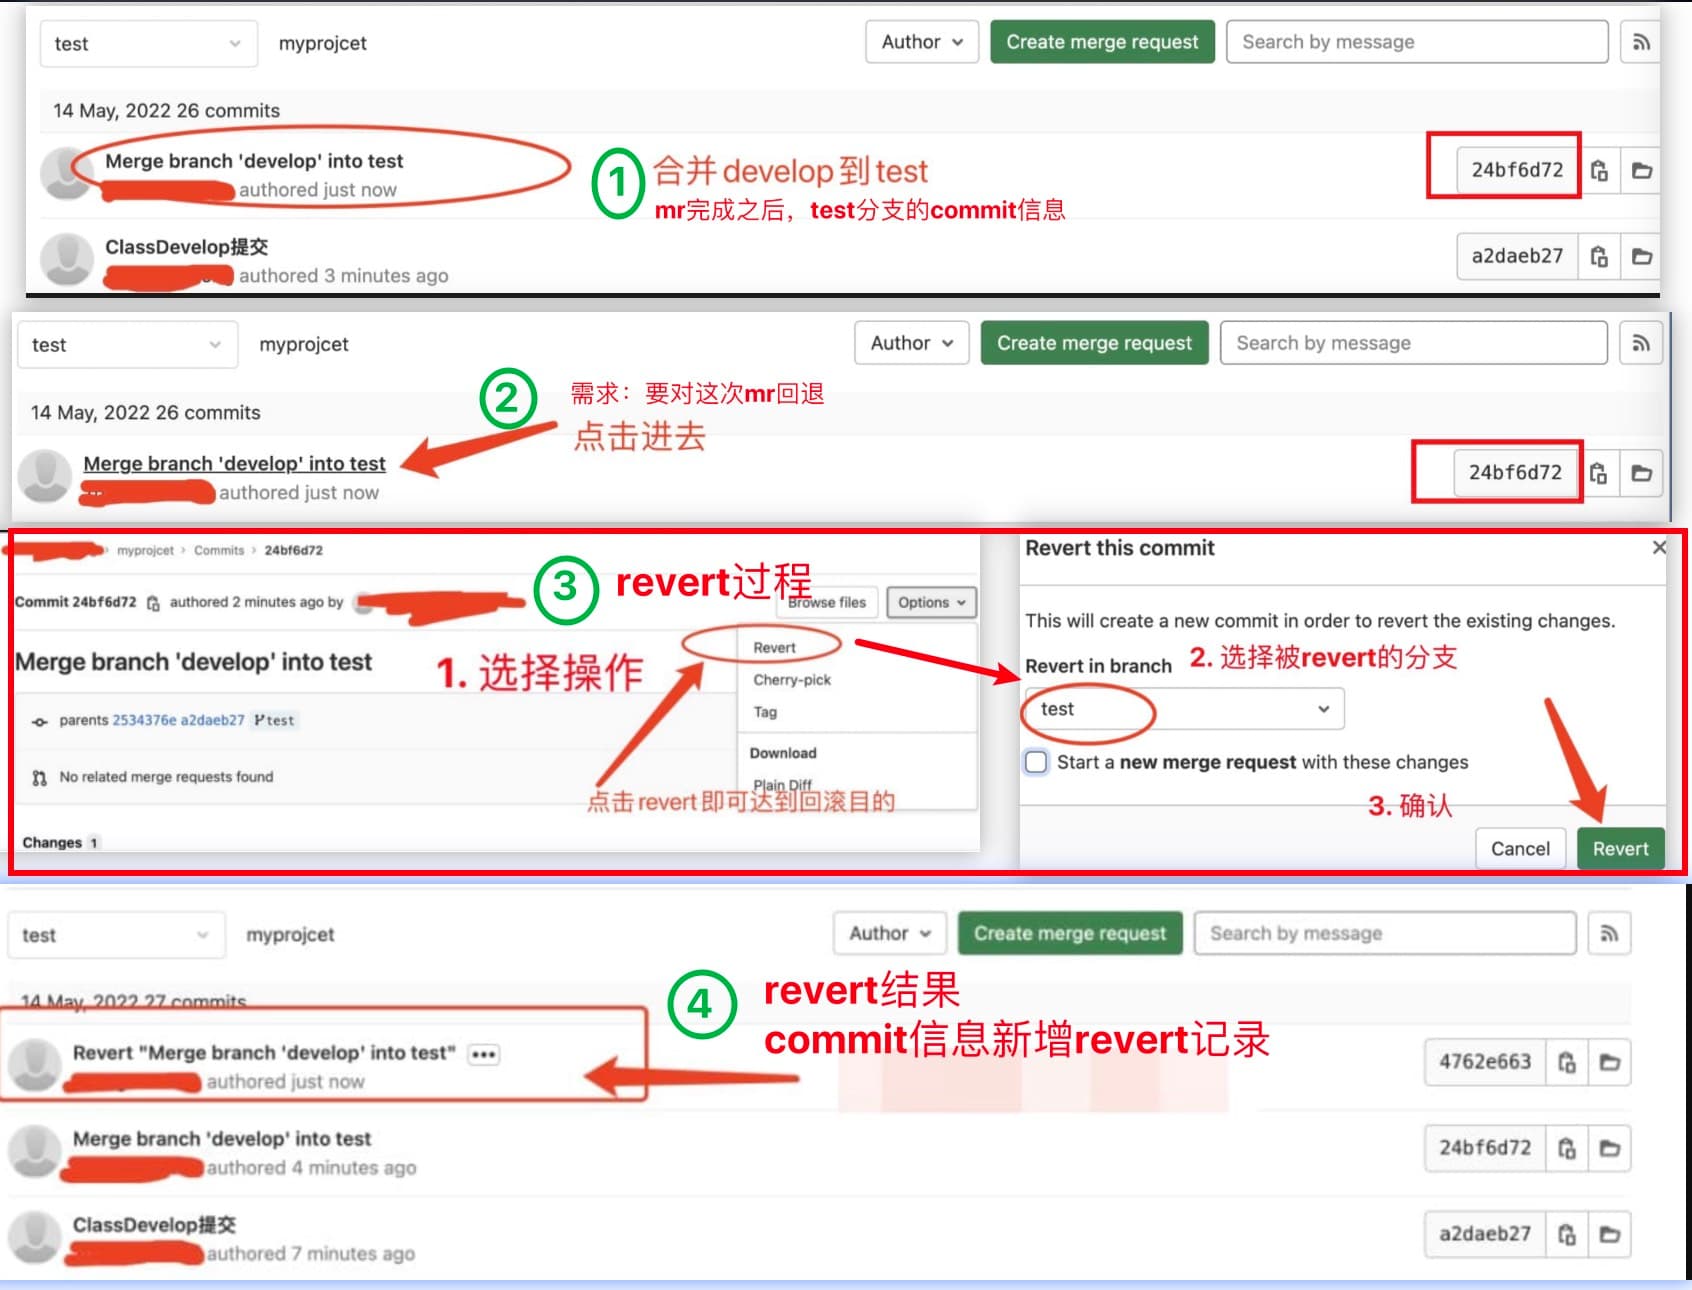 test myprojcet Author Create merge request Search by message
14 May, 2022 26 commits
Merge branch 'develop' into test
authored just now
① 合并develop到test
mr完成之后，test分支的commit信息
24bf6d72
ClassDevelop提交
authored 3 minutes ago
a2daeb27
test myprojcet Author Create merge request Search by message
② 需求：要对这次mr回退
点击进去
14 May, 2022 26 commits
Merge branch 'develop' into test
authored just now
24bf6d72
myprojcet › Commits › 24bf6d72
Commit 24bf6d72 authored 2 minutes ago by
③ revert过程
Browse files Options
Merge branch 'develop' into test
1. 选择操作
Revert
Cherry-pick
Tag
Download
Plain Diff
点击revert即可达到回滚目的
parents 2534376e a2daeb27 test
No related merge requests found
Changes 1
Revert this commit ×
This will create a new commit in order to revert the existing changes.
Revert in branch
2. 选择被revert的分支
test
Start a new merge request with these changes
3. 确认
Cancel Revert
test myprojcet Author Create merge request Search by message
14 May, 2022 27 commits
④ revert结果
commit信息新增revert记录
Revert "Merge branch 'develop' into test" •••
authored just now
4762e663
Merge branch 'develop' into test
authored 4 minutes ago
24bf6d72
ClassDevelop提交
authored 7 minutes ago
a2daeb27